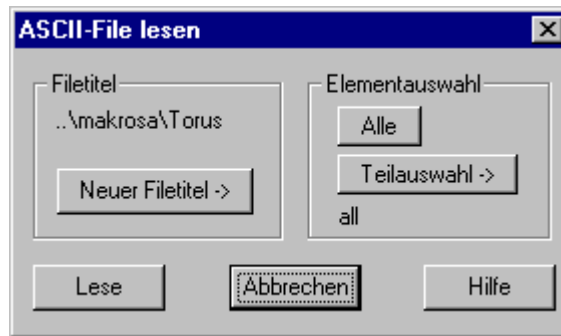 ASCII-File lesen
Filetitel
..\makrosa\Torus
Neuer Filetitel ->
Elementauswahl
Alle
Teilauswahl ->
all
Lese
Abbrechen
Hilfe